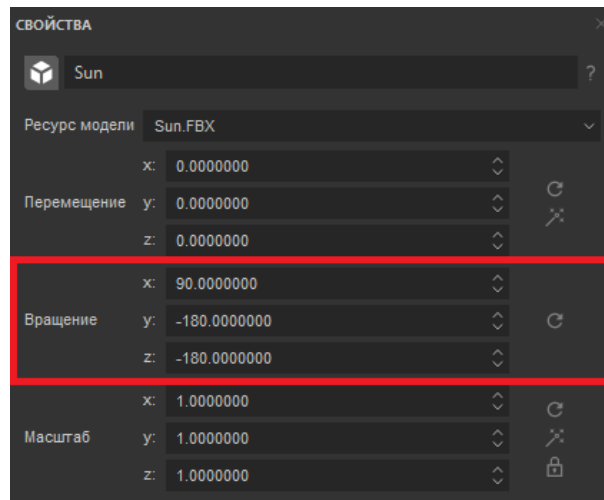 СВОЙСТВА
Sun ?
Ресурс модели Sun.FBX
x: 0.0000000
Перемещение y: 0.0000000
z: 0.0000000
x: 90.0000000
Вращение y: -180.0000000
z: -180.0000000
x: 1.0000000
Масштаб y: 1.0000000
z: 1.0000000